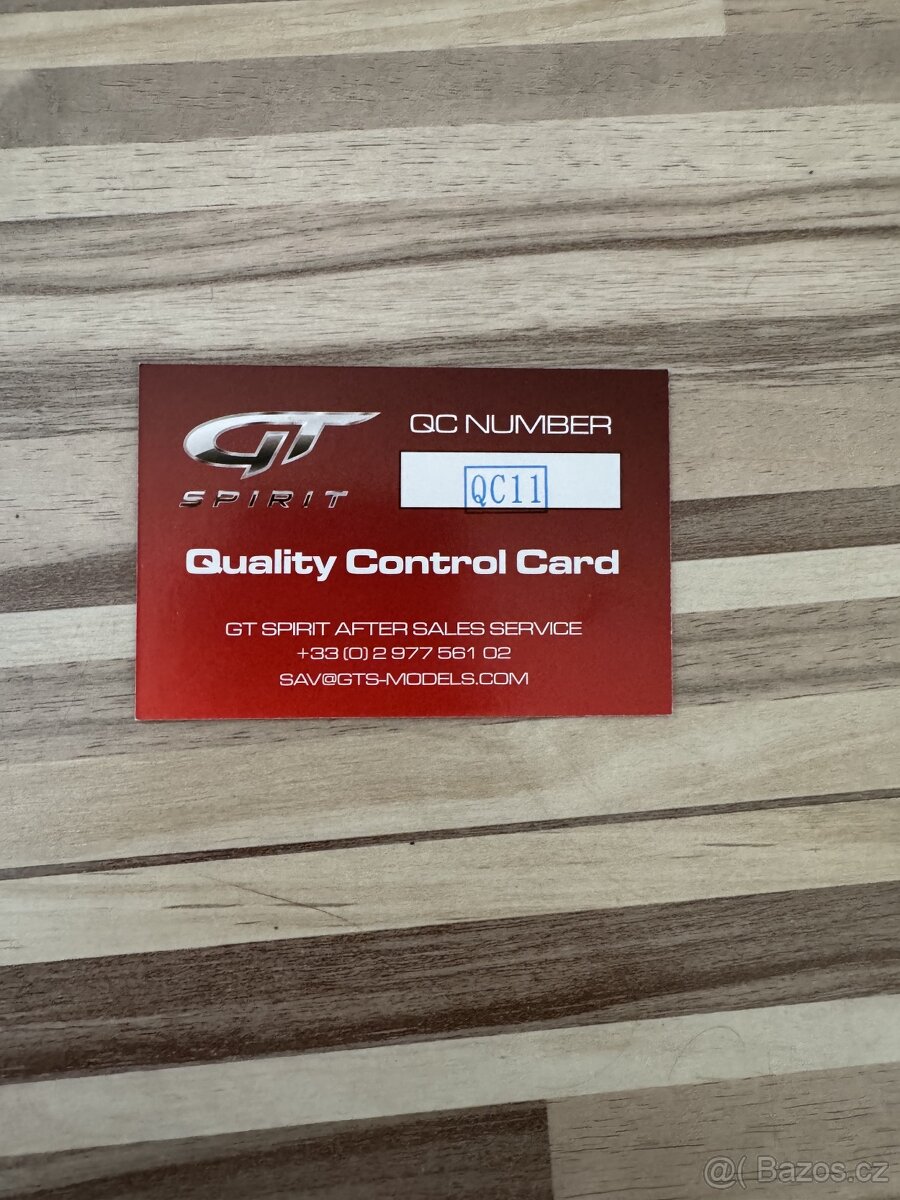 GT
SPIRIT
QC NUMBER
QC11
Quality Control Card
GT SPIRIT AFTER SALES SERVICE
+33 (0) 2 977 561 02
SAV@GTS-MODELS.COM
@( Bazos.cz